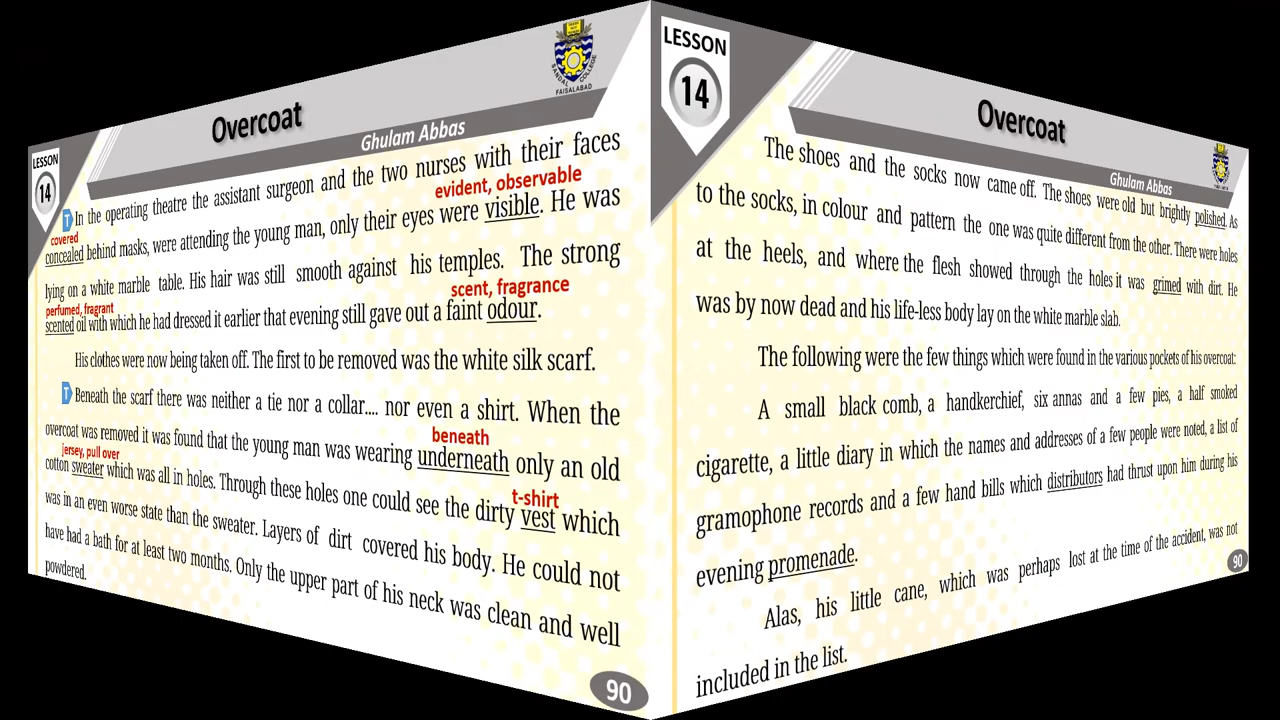 LESSON
14
Overcoat
Ghulam Abbas
SANDAL COLLEGE
FAISALABAD
T In the operating theatre the assistant surgeon and the two nurses with their faces
covered
evident, observable
concealed behind masks, were attending the young man, only their eyes were visible. He was
lying on a white marble table. His hair was still smooth against his temples. The strong
perfumed, fragrant
scent, fragrance
scented oil with which he had dressed it earlier that evening still gave out a faint odour.
His clothes were now being taken off. The first to be removed was the white silk scarf.
T Beneath the scarf there was neither a tie nor a collar.... nor even a shirt. When the
overcoat was removed it was found that the young man was wearing underneath only an old
beneath
jersey, pull over
cotton sweater which was all in holes. Through these holes one could see the dirty vest which
t-shirt
was in an even worse state than the sweater. Layers of dirt covered his body. He could not
have had a bath for at least two months. Only the upper part of his neck was clean and well
powdered.
90
LESSON
14
Overcoat
Ghulam Abbas
The shoes and the socks now came off. The shoes were old but brightly polished. As
to the socks, in colour and pattern the one was quite different from the other. There were holes
at the heels, and where the flesh showed through the holes it was grimed with dirt. He
was by now dead and his life-less body lay on the white marble slab.
The following were the few things which were found in the various pockets of his overcoat:
A small black comb, a handkerchief, six annas and a few pies, a half smoked
cigarette, a little diary in which the names and addresses of a few people were noted, a list of
gramophone records and a few hand bills which distributors had thrust upon him during his
evening promenade.
Alas, his little cane, which was perhaps lost at the time of the accident, was not
included in the list.
90